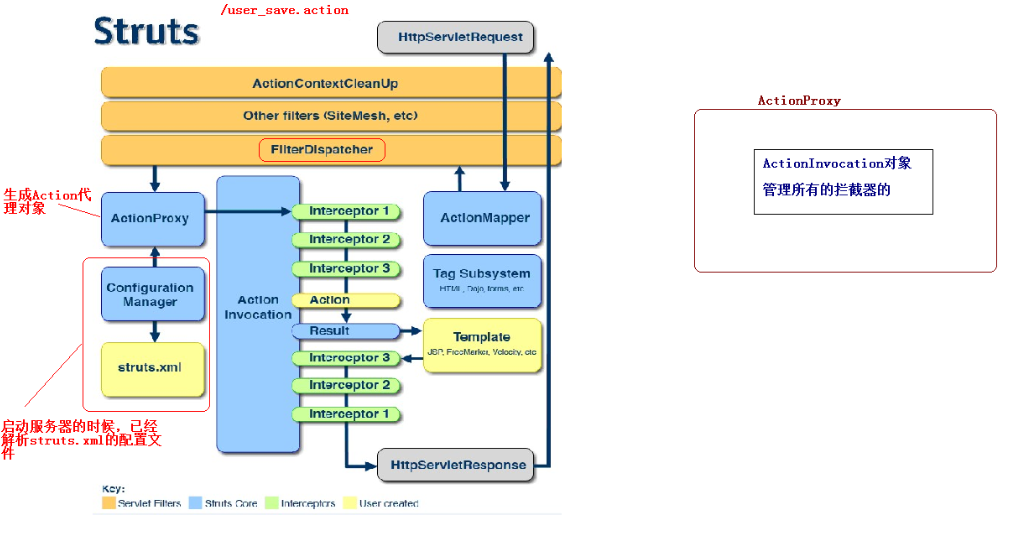 /user_save.action
Struts
HttpServletRequest
ActionContextCleanUp
Other filters (SiteMesh, etc)
FilterDispatcher
生成Action代
理对象
ActionProxy
Configuration
Manager
struts.xml
启动服务器的时候，已经
解析struts.xml的配置文
件
Action
Invocation
Interceptor 1
Interceptor 2
Interceptor 3
Action
Result
Interceptor 3
Interceptor 2
Interceptor 1
ActionMapper
Tag Subsystem
HTML, Dojo, forms, etc
Template
JSP, FreeMarker, Velocity, etc
HttpServletResponse
Key:
Servlet Filters
Struts Core
Interceptors
User created
ActionProxy
ActionInvocation对象
管理所有的拦截器的